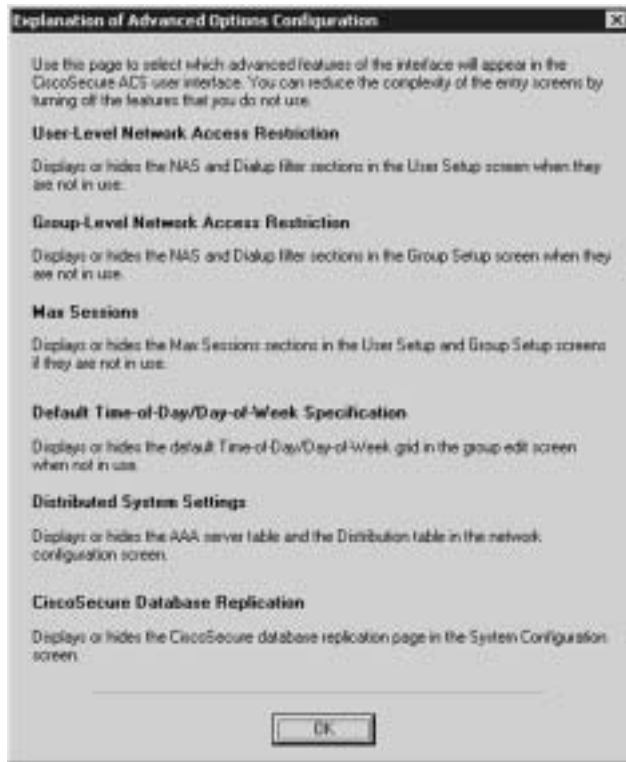 Explanation of Advanced Options Configuration
Use this page to select which advanced features of the interface will appear in the
CiscoSecure ACS user interface. You can reduce the complexity of the entry screens by
turning off the features that you do not use.
User-Level Network Access Restriction
Displays or hides the NAS and Dialup filter sections in the User Setup screen when they
are not in use.
Group-Level Network Access Restriction
Displays or hides the NAS and Dialup filter sections in the Group Setup screen when they
are not in use.
Max Sessions
Displays or hides the Max Sessions sections in the User Setup and Group Setup screens
if they are not in use.
Default Time-of-Day/Day-of-Week Specification
Displays or hides the default Time-of-Day/Day-of-Week grid in the group edit screen
when not in use.
Distributed System Settings
Displays or hides the AAA server table and the Distribution table in the network
configuration screen.
CiscoSecure Database Replication
Displays or hides the CiscoSecure database replication page in the System Configuration
screen.
OK